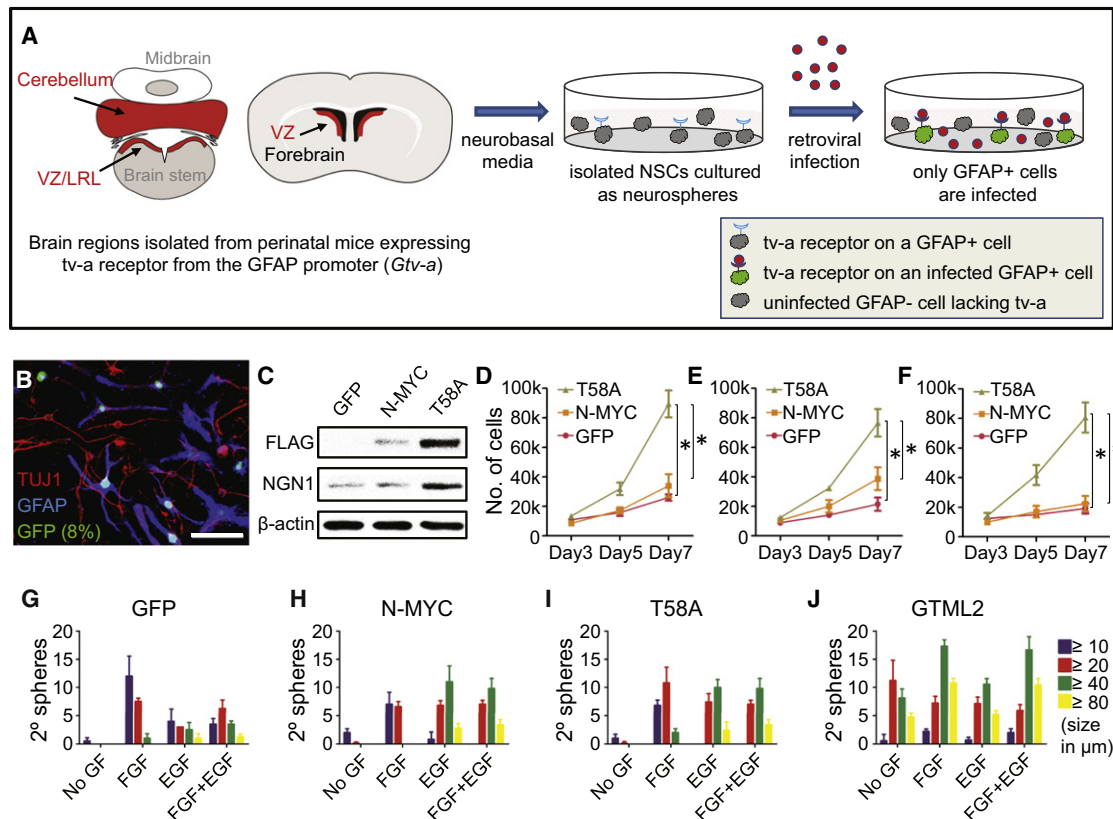 A
Midbrain
Cerebellum
VZ/LRL
Brain stem
VZ
Forebrain
neurobasal
media
isolated NSCs cultured
as neurospheres
retroviral
infection
only GFAP+ cells
are infected
Brain regions isolated from perinatal mice expressing
tv-a receptor from the GFAP promoter (Gtv-a)
tv-a receptor on a GFAP+ cell
tv-a receptor on an infected GFAP+ cell
uninfected GFAP- cell lacking tv-a
B
TUJ1
GFAP
GFP (8%)
C
GFP
N-MYC
T58A
FLAG
NGN1
β-actin
D
No. of cells
100k
80k
60k
40k
20k
0
T58A
N-MYC
GFP
* *
Day3 Day5 Day7
E
100k
80k
60k
40k
20k
0
T58A
N-MYC
GFP
* *
Day3 Day5 Day7
F
100k
80k
60k
40k
20k
0
T58A
N-MYC
GFP
*
Day3 Day5 Day7
G
GFP
2º spheres
20
15
10
5
0
No GF
FGF
EGF
FGF+EGF
H
N-MYC
2º spheres
20
15
10
5
0
No GF
FGF
EGF
FGF+EGF
I
T58A
2º spheres
20
15
10
5
0
No GF
FGF
EGF
FGF+EGF
J
GTML2
2º spheres
20
15
10
5
0
No GF
FGF
EGF
FGF+EGF
≥ 10
≥ 20
≥ 40
≥ 80
(size
in µm)